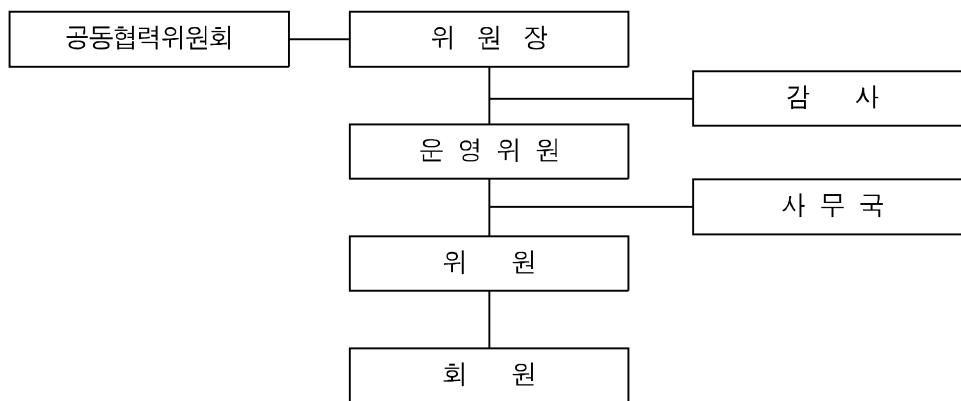 공동협력위원회
위 원 장
감 사
운 영 위 원
사 무 국
위 원
회 원